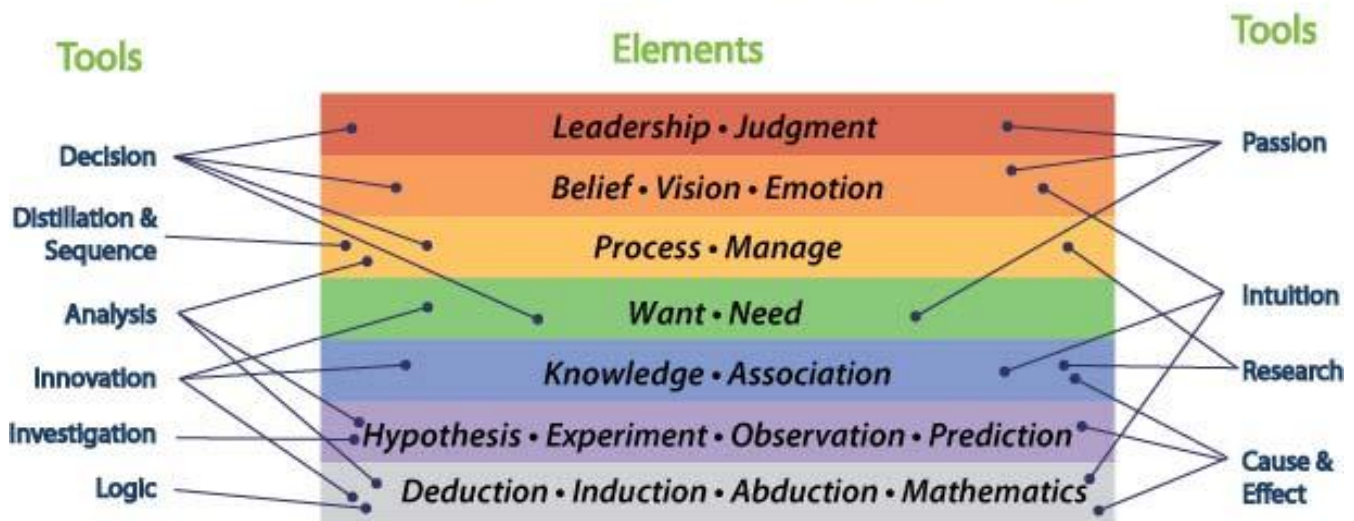 Tools
Elements
Tools
Decision
Distillation &
Sequence
Analysis
Innovation
Investigation
Logic
Leadership • Judgment
Belief • Vision • Emotion
Process • Manage
Want • Need
Knowledge • Association
Hypothesis • Experiment • Observation • Prediction
Deduction • Induction • Abduction • Mathematics
Passion
Intuition
Research
Cause &
Effect